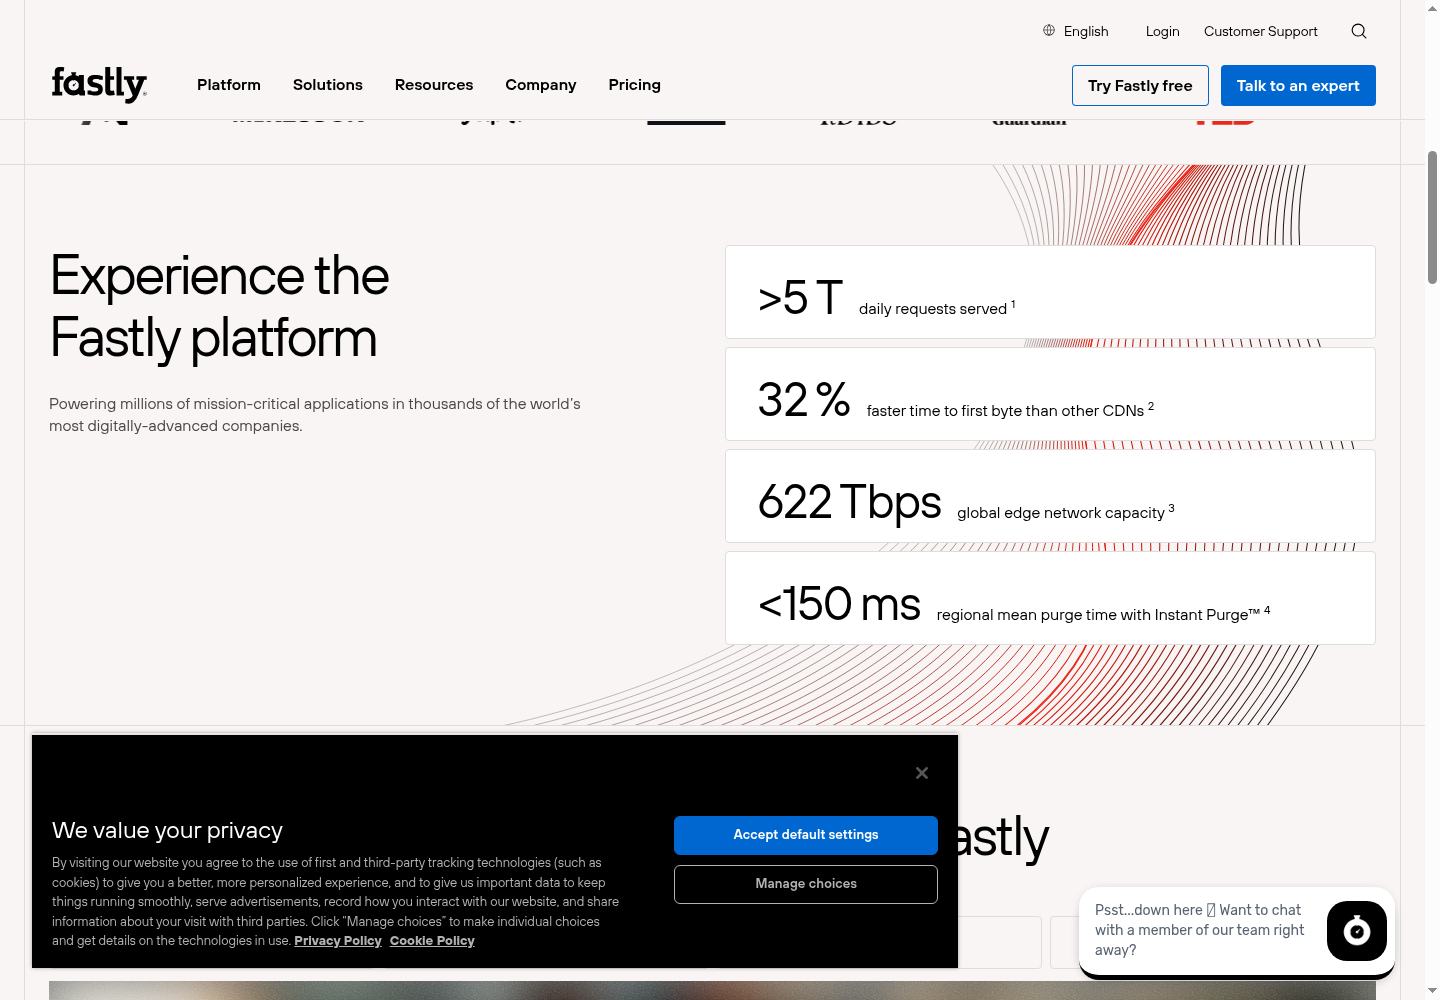 English
Login
Customer Support
fastly
Platform
Solutions
Resources
Company
Pricing
Try Fastly free
Talk to an expert
Experience the
Fastly platform
Powering millions of mission-critical applications in thousands of the world’s
most digitally-advanced companies.
>5 T daily requests served 1
32 % faster time to first byte than other CDNs 2
622 Tbps global edge network capacity 3
<150 ms regional mean purge time with Instant Purge™ 4
astly
We value your privacy
By visiting our website you agree to the use of first and third-party tracking technologies (such as
cookies) to give you a better, more personalized experience, and to give us important data to keep
things running smoothly, serve advertisements, record how you interact with our website, and share
information about your visit with third parties. Click “Manage choices” to make individual choices
and get details on the technologies in use. Privacy Policy Cookie Policy
Accept default settings
Manage choices
Psst...down here Want to chat
with a member of our team right
away?